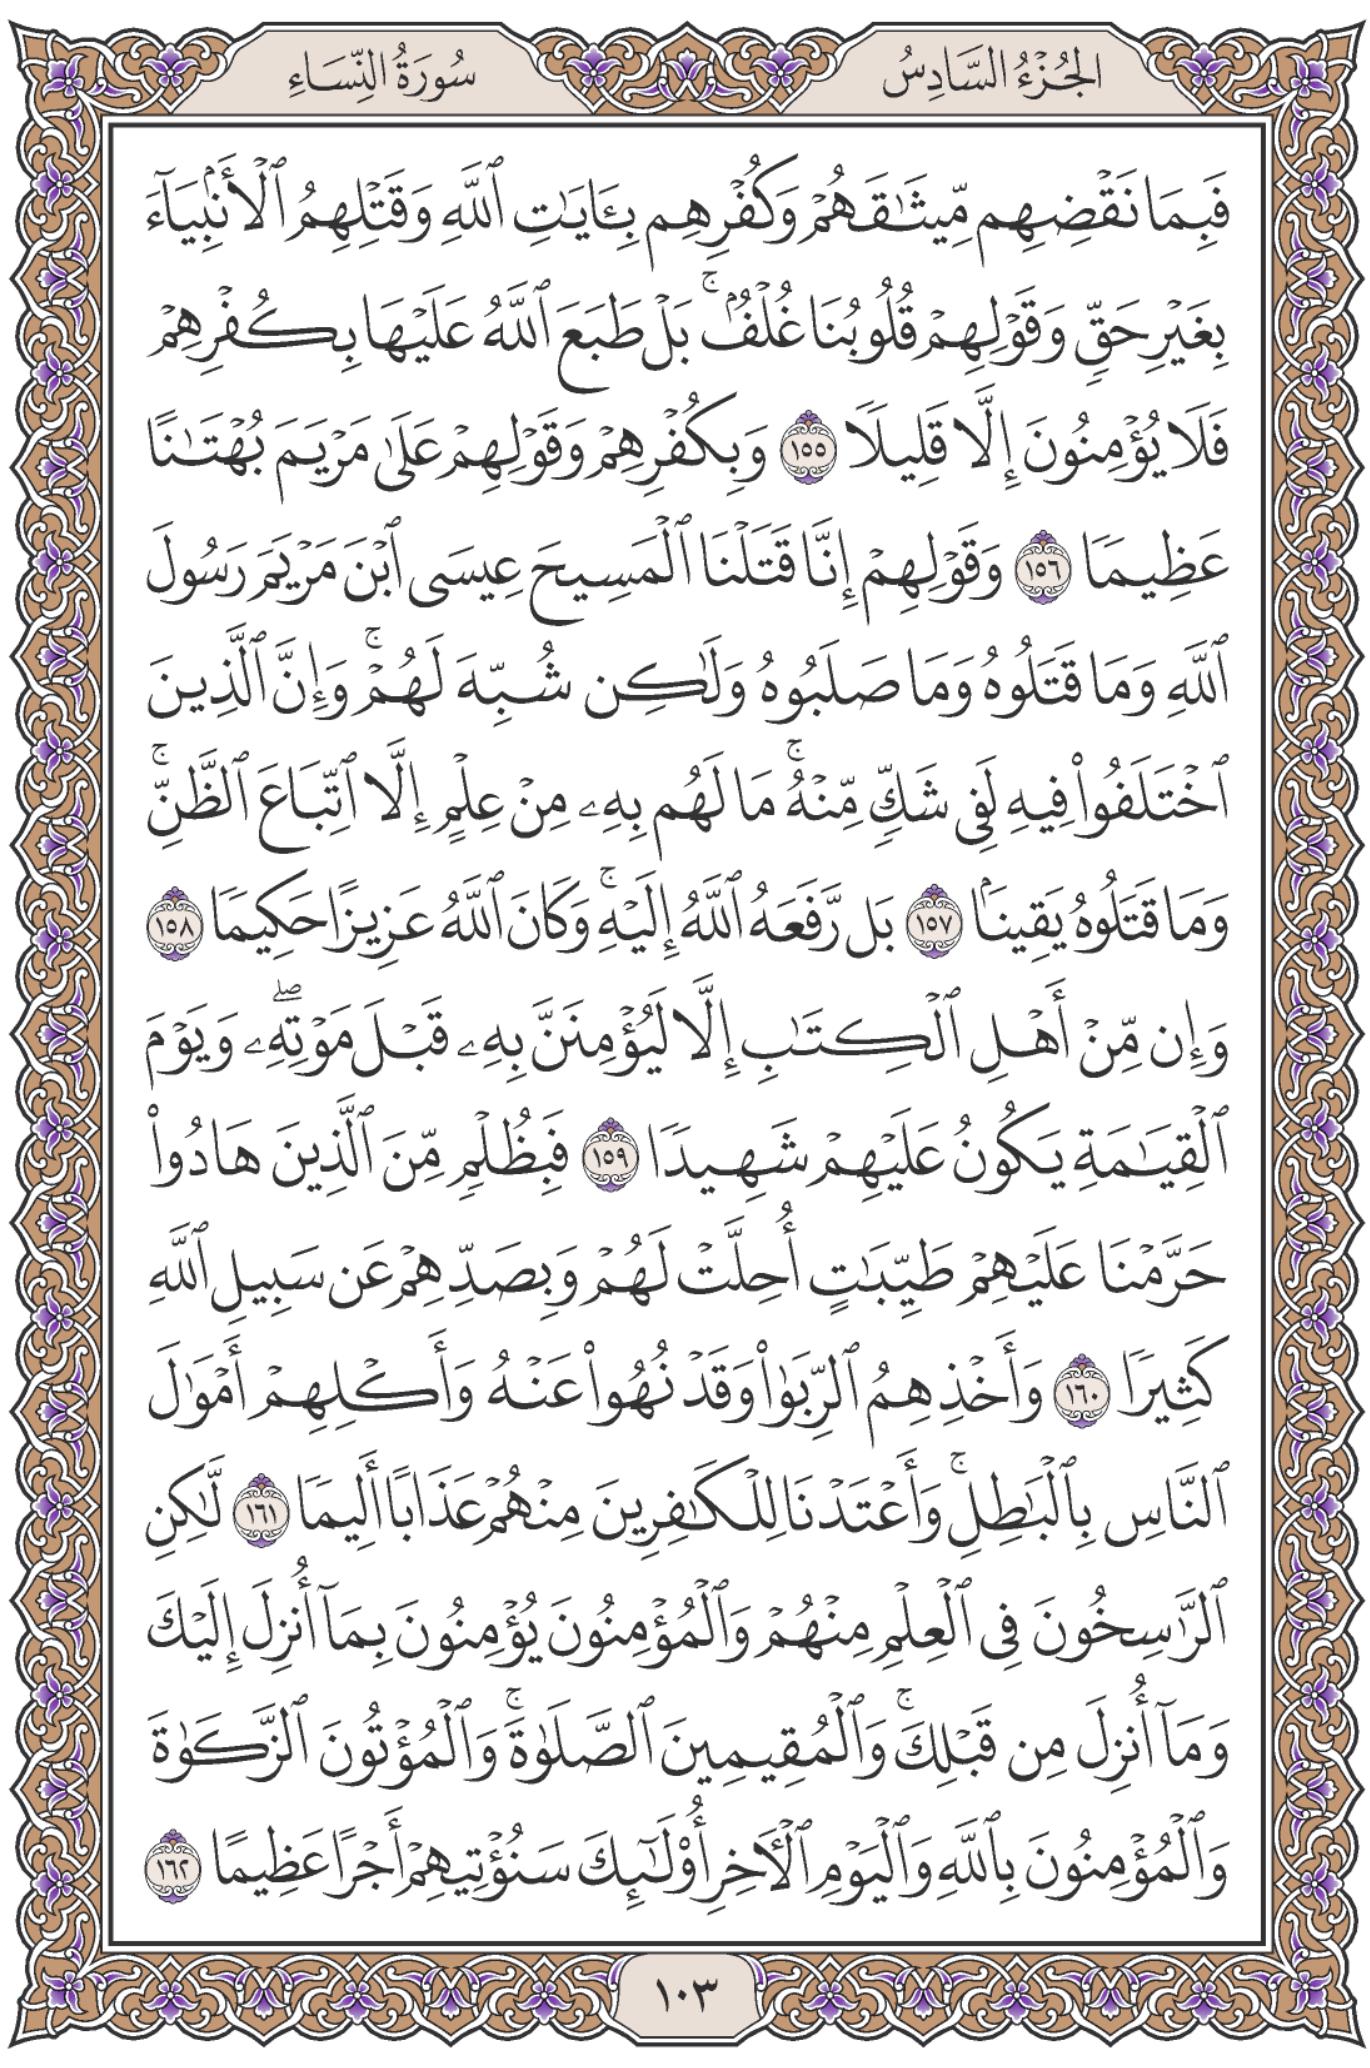 الجُزْءُ السَّادِسُ
سُورَةُ النِّسَاءِ
فَبِمَا نَقْضِهِم مِّيثَٰقَهُمْ وَكُفْرِهِم بِـَٔايَٰتِ ٱللَّهِ وَقَتْلِهِمُ ٱلْأَنۢبِيَآءَ
بِغَيْرِ حَقٍّ وَقَوْلِهِمْ قُلُوبُنَا غُلْفٌۢ ۚ بَلْ طَبَعَ ٱللَّهُ عَلَيْهَا بِكُفْرِهِمْ
فَلَا يُؤْمِنُونَ إِلَّا قَلِيلًا ١٥٥ وَبِكُفْرِهِمْ وَقَوْلِهِمْ عَلَىٰ مَرْيَمَ بُهْتَٰنًا
عَظِيمًا ١٥٦ وَقَوْلِهِمْ إِنَّا قَتَلْنَا ٱلْمَسِيحَ عِيسَى ٱبْنَ مَرْيَمَ رَسُولَ
ٱللَّهِ وَمَا قَتَلُوهُ وَمَا صَلَبُوهُ وَلَٰكِن شُبِّهَ لَهُمْ ۚ وَإِنَّ ٱلَّذِينَ
ٱخْتَلَفُوا۟ فِيهِ لَفِى شَكٍّ مِّنْهُ ۚ مَا لَهُم بِهِۦ مِنْ عِلْمٍ إِلَّا ٱتِّبَاعَ ٱلظَّنِّ ۚ
وَمَا قَتَلُوهُ يَقِينًۢا ١٥٧ بَل رَّفَعَهُ ٱللَّهُ إِلَيْهِ ۚ وَكَانَ ٱللَّهُ عَزِيزًا حَكِيمًا ١٥٨
وَإِن مِّنْ أَهْلِ ٱلْكِتَٰبِ إِلَّا لَيُؤْمِنَنَّ بِهِۦ قَبْلَ مَوْتِهِۦ ۖ وَيَوْمَ
ٱلْقِيَٰمَةِ يَكُونُ عَلَيْهِمْ شَهِيدًا ١٥٩ فَبِظُلْمٍ مِّنَ ٱلَّذِينَ هَادُوا۟
حَرَّمْنَا عَلَيْهِمْ طَيِّبَٰتٍ أُحِلَّتْ لَهُمْ وَبِصَدِّهِمْ عَن سَبِيلِ ٱللَّهِ
كَثِيرًا ١٦٠ وَأَخْذِهِمُ ٱلرِّبَوٰا۟ وَقَدْ نُهُوا۟ عَنْهُ وَأَكْلِهِمْ أَمْوَٰلَ
ٱلنَّاسِ بِٱلْبَٰطِلِ ۚ وَأَعْتَدْنَا لِلْكَٰفِرِينَ مِنْهُمْ عَذَابًا أَلِيمًا ١٦١ لَّٰكِنِ
ٱلرَّٰسِخُونَ فِى ٱلْعِلْمِ مِنْهُمْ وَٱلْمُؤْمِنُونَ يُؤْمِنُونَ بِمَآ أُنزِلَ إِلَيْكَ
وَمَآ أُنزِلَ مِن قَبْلِكَ ۚ وَٱلْمُقِيمِينَ ٱلصَّلَوٰةَ ۚ وَٱلْمُؤْتُونَ ٱلزَّكَوٰةَ
وَٱلْمُؤْمِنُونَ بِٱللَّهِ وَٱلْيَوْمِ ٱلْـَٔاخِرِ أُو۟لَٰٓئِكَ سَنُؤْتِيهِمْ أَجْرًا عَظِيمًا ١٦٢
١٠٣